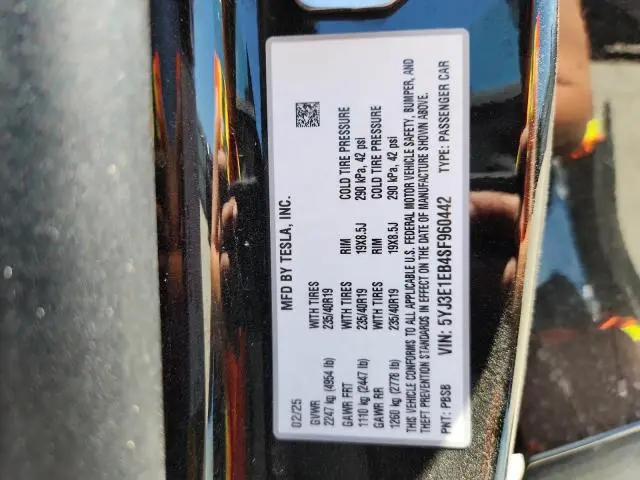 MFD BY TESLA, INC.
02/25
GVWR WITH TIRES RIM COLD TIRE PRESSURE
2247 kg (4954 lb) 235/40R19 19X8.5J 290 kPa, 42 psi
GAWR FRT WITH TIRES RIM COLD TIRE PRESSURE
1110 kg (2447 lb) 235/40R19 19X8.5J 290 kPa, 42 psi
GAWR RR WITH TIRES
1260 kg (2778 lb) 235/40R19
THIS VEHICLE CONFORMS TO ALL APPLICABLE U.S. FEDERAL MOTOR VEHICLE SAFETY, BUMPER, AND
THEFT PREVENTION STANDARDS IN EFFECT ON THE DATE OF MANUFACTURE SHOWN ABOVE.
PNT: PBSB VIN: 5YJ3E1EB4SF960442 TYPE: PASSENGER CAR